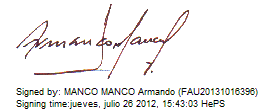 Signed by: MANCO MANCO Armando (FAU20131016396)
Signing time:jueves, julio 26 2012, 15:43:03 HePS